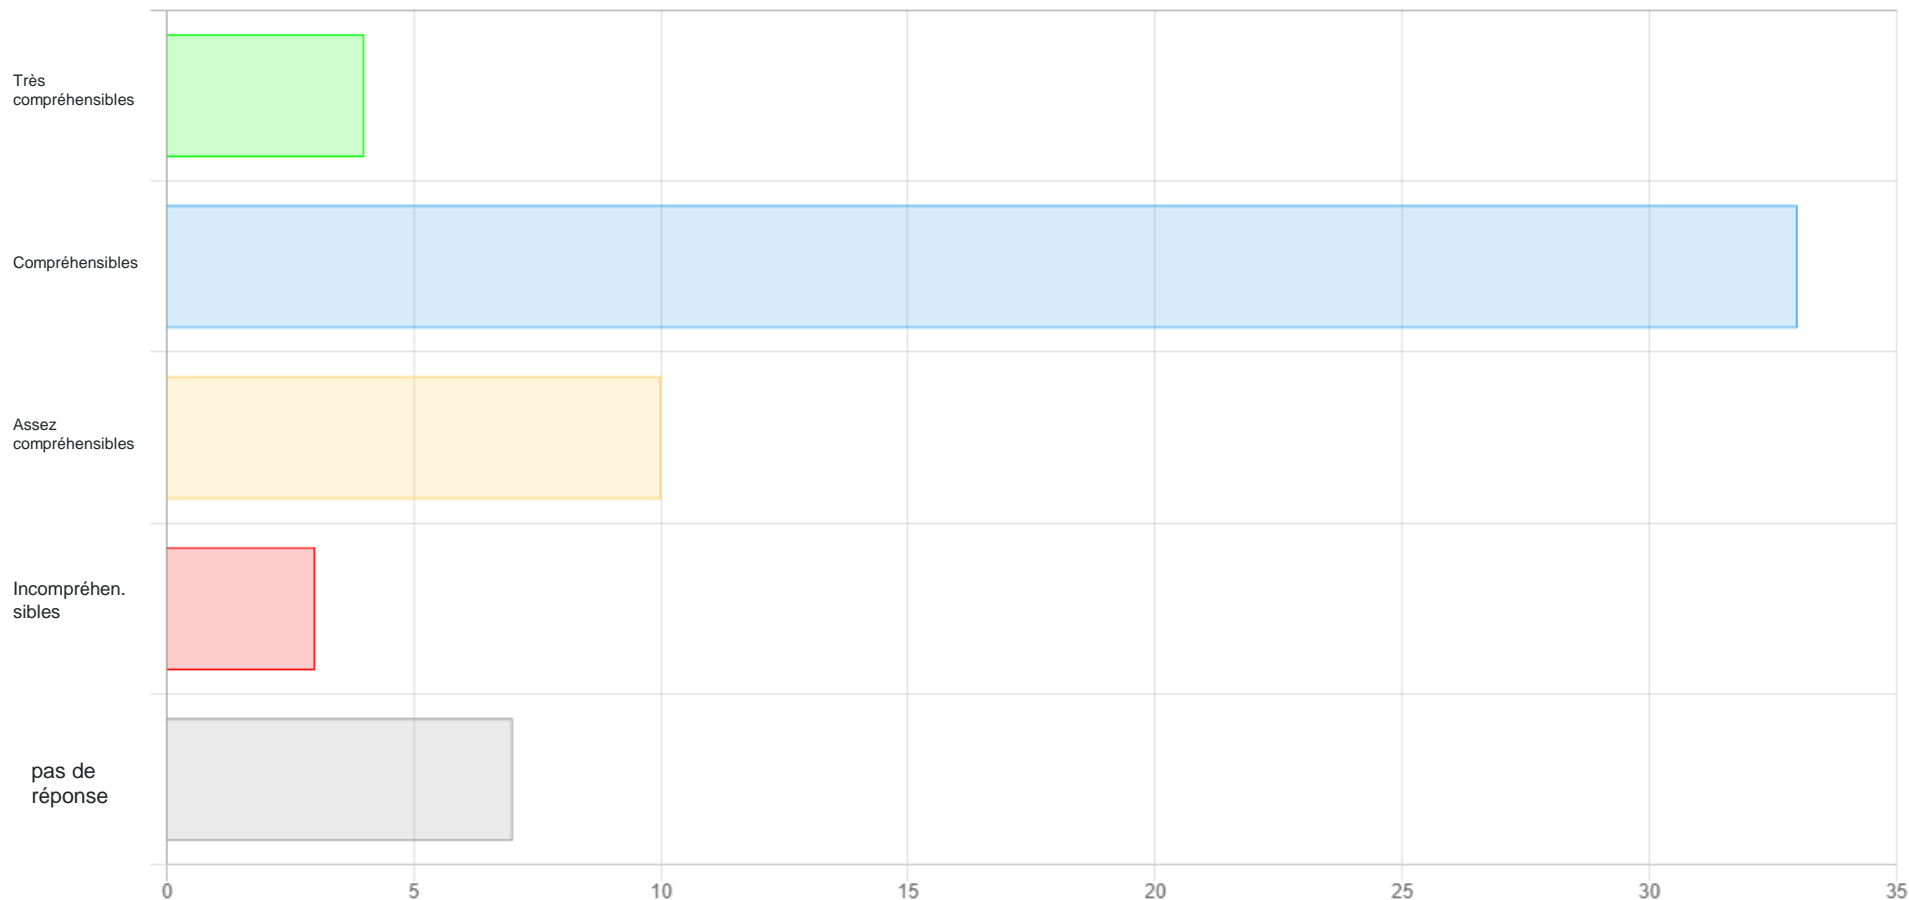 Très
compréhensibles
Compréhensibles
Assez
compréhensibles
Incompréhen.
sibles
pas de
réponse
0 5 10 15 20 25 30 35